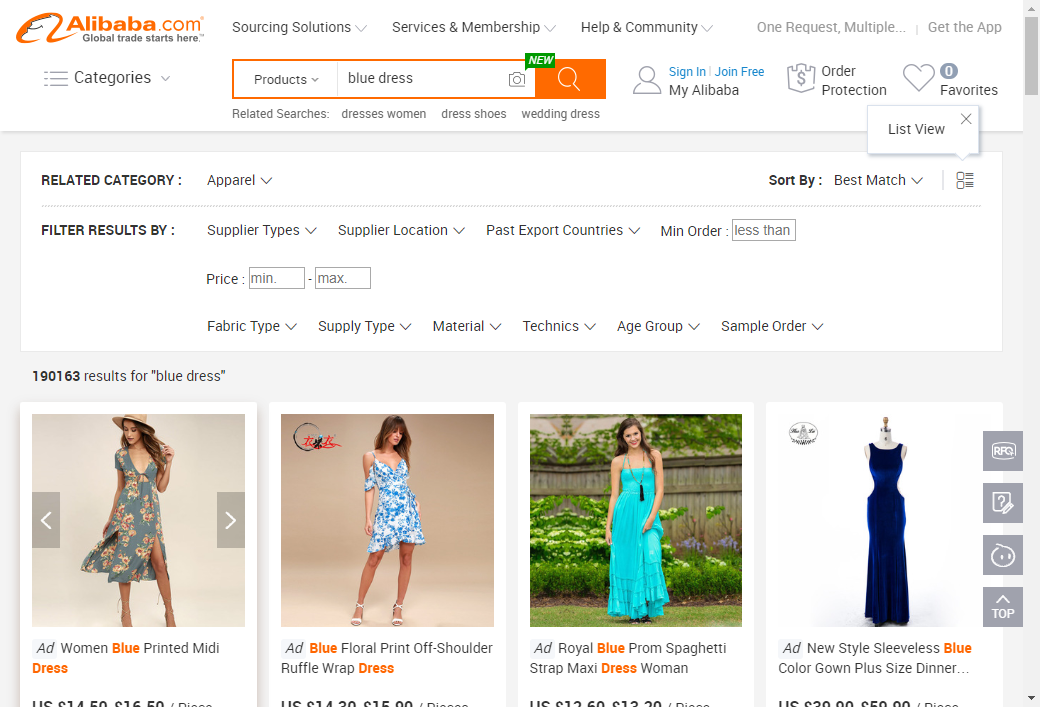 Alibaba.com
Global trade starts here.™
Sourcing Solutions
Services & Membership
Help & Community
One Request, Multiple...
Get the App
Categories
Products
blue dress
NEW
Sign In
Join Free
My Alibaba
Order
Protection
0
Favorites
Related Searches: dresses women dress shoes wedding dress
List View
RELATED CATEGORY :
Apparel
Sort By :
Best Match
FILTER RESULTS BY :
Supplier Types
Supplier Location
Past Export Countries
Min Order :
less than
Price :
min.
-
max.
Fabric Type
Supply Type
Material
Technics
Age Group
Sample Order
190163 results for "blue dress"
Ad Women Blue Printed Midi
Dress
Ad Blue Floral Print Off-Shoulder
Ruffle Wrap Dress
Ad Royal Blue Prom Spaghetti
Strap Maxi Dress Woman
Ad New Style Sleeveless Blue
Color Gown Plus Size Dinner...
RFQ
TOP
US $14.50-$16.50 / Piece
US $14.30-$15.90 / Pieces
US $12.60-$13.20 / Piece
US $39.90-$59.90 / Piece